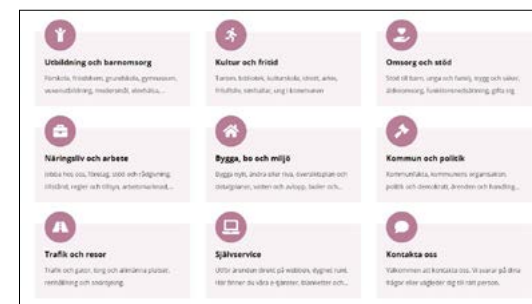 Utbildning och barnomsorg
Förskola, fritidshem, grundskola, gymnasium,
vuxenutbildning, modersmål, elevhälsa,...
Kultur och fritid
Turism, bibliotek, kulturskola, idrott, arkiv,
friluftsliv, simhallar, ung i kommunen
Omsorg och stöd
Stöd till barn, unga och familj, trygg och säker,
äldreomsorg, funktionsnedsättning, gifta sig
Näringsliv och arbete
Jobba hos oss, företag, stöd och rådgivning,
tillstånd, regler och tillsyn, arbetsmarknad,...
Bygga, bo och miljö
Bygga nytt, ändra eller riva, översiktsplan och
detaljplaner, vatten och avlopp, bullер och...
Kommun och politik
Kommunfakta, kommunens organisation,
politik och demokrati, ärenden och handling...
Trafik och resor
Trafik och gator, torg och allmänna platser,
renhållning och snöröjning.
Självservice
Utför ärenden direkt på webben, dygnet runt.
Här finner du våra e-tjänster, blanketter och...
Kontakta oss
Välkommen att kontakta oss. Vi svarar på dina
frågor eller vägleder dig till rätt person.